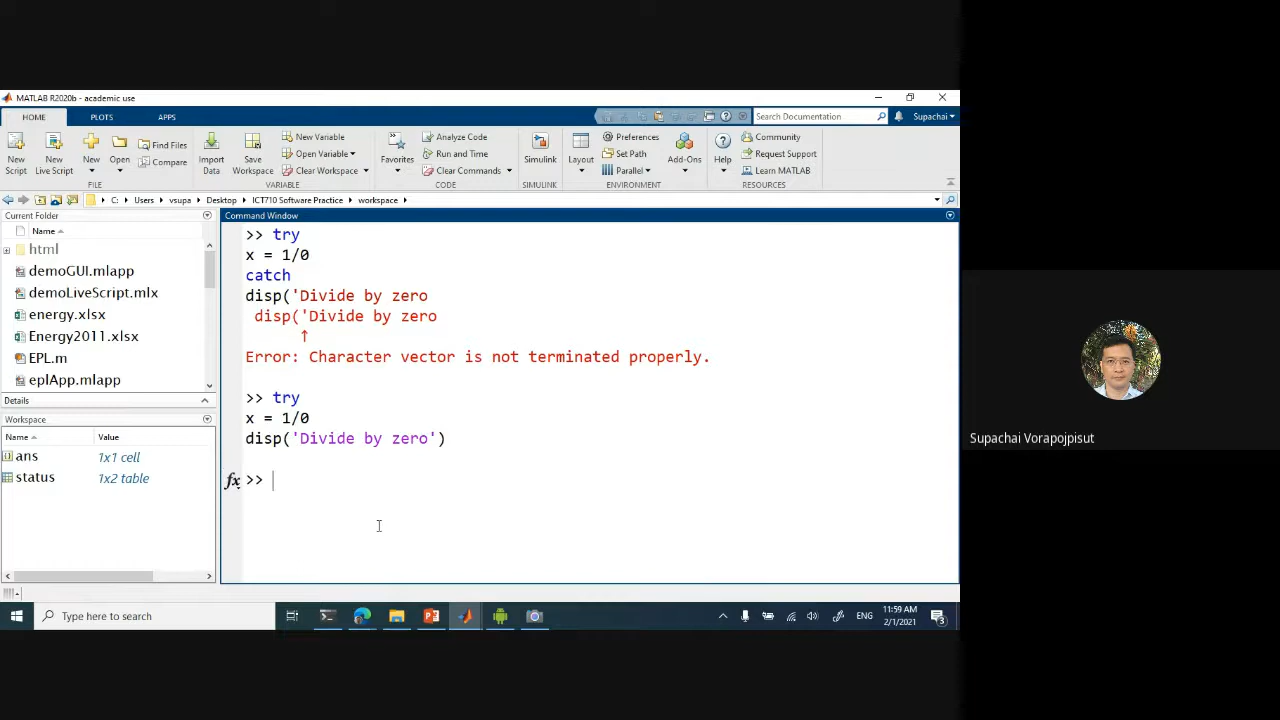 MATLAB R2020b - academic use
HOME PLOTS APPS
Search Documentation
Supachai
New Script
New Live Script
New
Open
Find Files
Compare
FILE
Import Data
Save Workspace
New Variable
Open Variable
Clear Workspace
VARIABLE
Favorites
Analyze Code
Run and Time
Clear Commands
CODE
Simulink
SIMULINK
Layout
Preferences
Set Path
Parallel
Add-Ons
ENVIRONMENT
Help
Community
Request Support
Learn MATLAB
RESOURCES
C: Users vsupa Desktop ICT710 Software Practice workspace
Current Folder
Name
html
demoGUI.mlapp
demoLiveScript.mlx
energy.xlsx
Energy2011.xlsx
EPL.m
eplApp.mlapp
Details
Workspace
Name Value
ans 1x1 cell
status 1x2 table
Command Window
>> try
x = 1/0
catch
disp('Divide by zero
disp('Divide by zero
↑
Error: Character vector is not terminated properly.
>> try
x = 1/0
disp('Divide by zero')
fx >>
Type here to search
ENG
11:59 AM
2/1/2021
3
Supachai Vorapojpisut